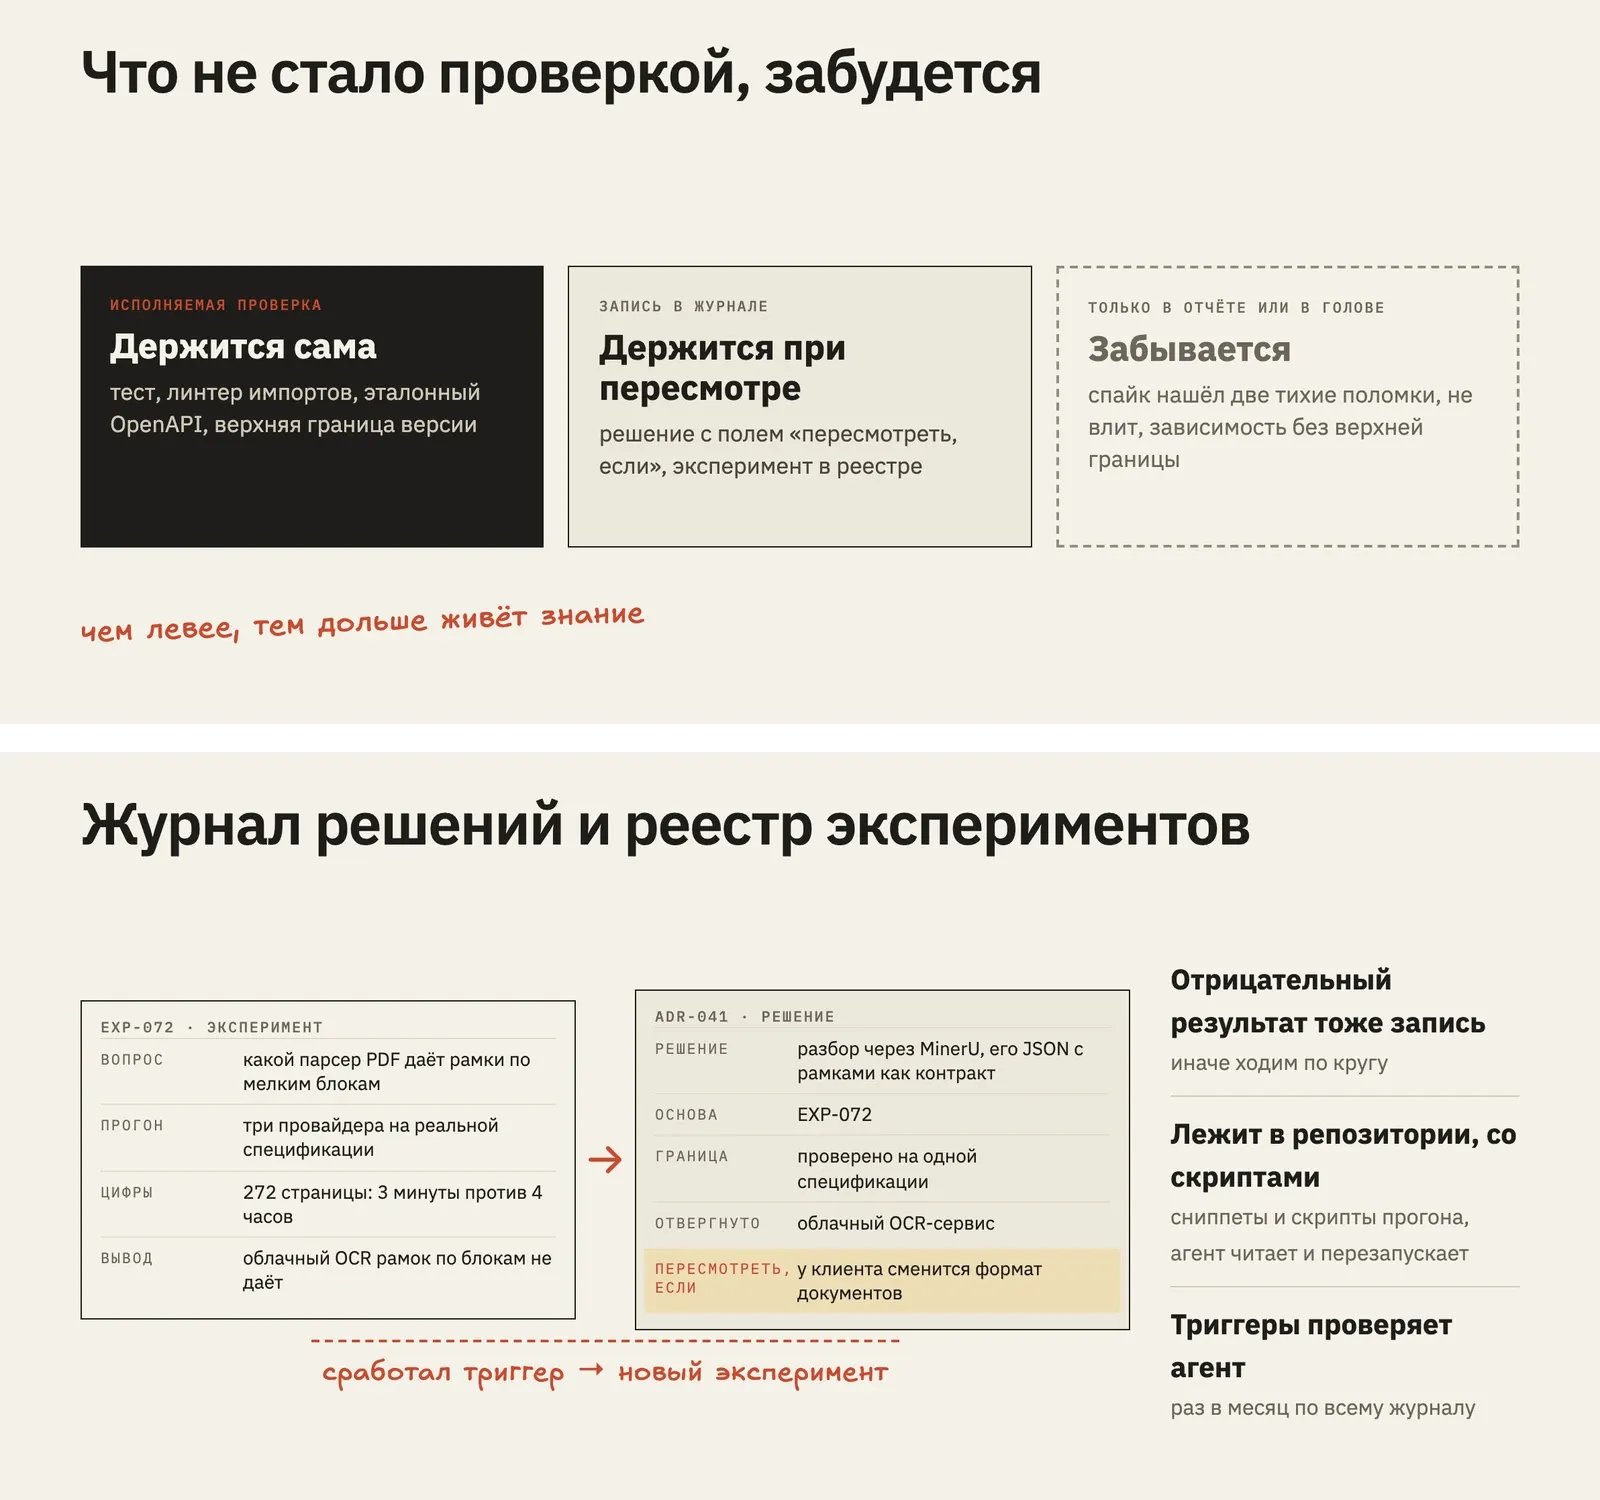 Что не стало проверкой, забудется
ИСПОЛНЯЕМАЯ ПРОВЕРКА
Держится сама
тест, линтер импортов, эталонный
OpenAPI, верхняя граница версии
ЗАПИСЬ В ЖУРНАЛЕ
Держится при
пересмотре
решение с полем «пересмотреть,
если», эксперимент в реестре
ТОЛЬКО В ОТЧЁТЕ ИЛИ В ГОЛОВЕ
Забывается
спайк нашёл две тихие поломки, не
влит, зависимость без верхней
границы
чем левее, тем дольше живёт знание
Журнал решений и реестр экспериментов
EXP-072 · ЭКСПЕРИМЕНТ
ВОПРОС какой парсер PDF даёт рамки по
мелким блокам
ПРОГОН три провайдера на реальной
спецификации
ЦИФРЫ 272 страницы: 3 минуты против 4
часов
ВЫВОД облачный OCR рамок по блокам не
даёт
→
ADR-041 · РЕШЕНИЕ
РЕШЕНИЕ разбор через MinerU, его JSON с
рамками как контракт
ОСНОВА EXP-072
ГРАНИЦА проверено на одной
спецификации
ОТВЕРГНУТО облачный OCR-сервис
ПЕРЕСМОТРЕТЬ, у клиента сменится формат
ЕСЛИ документов
сработал триггер → новый эксперимент
Отрицательный
результат тоже запись
иначе ходим по кругу
Лежит в репозитории, со
скриптами
сниппеты и скрипты прогона,
агент читает и перезапускает
Триггеры проверяет
агент
раз в месяц по всему журналу